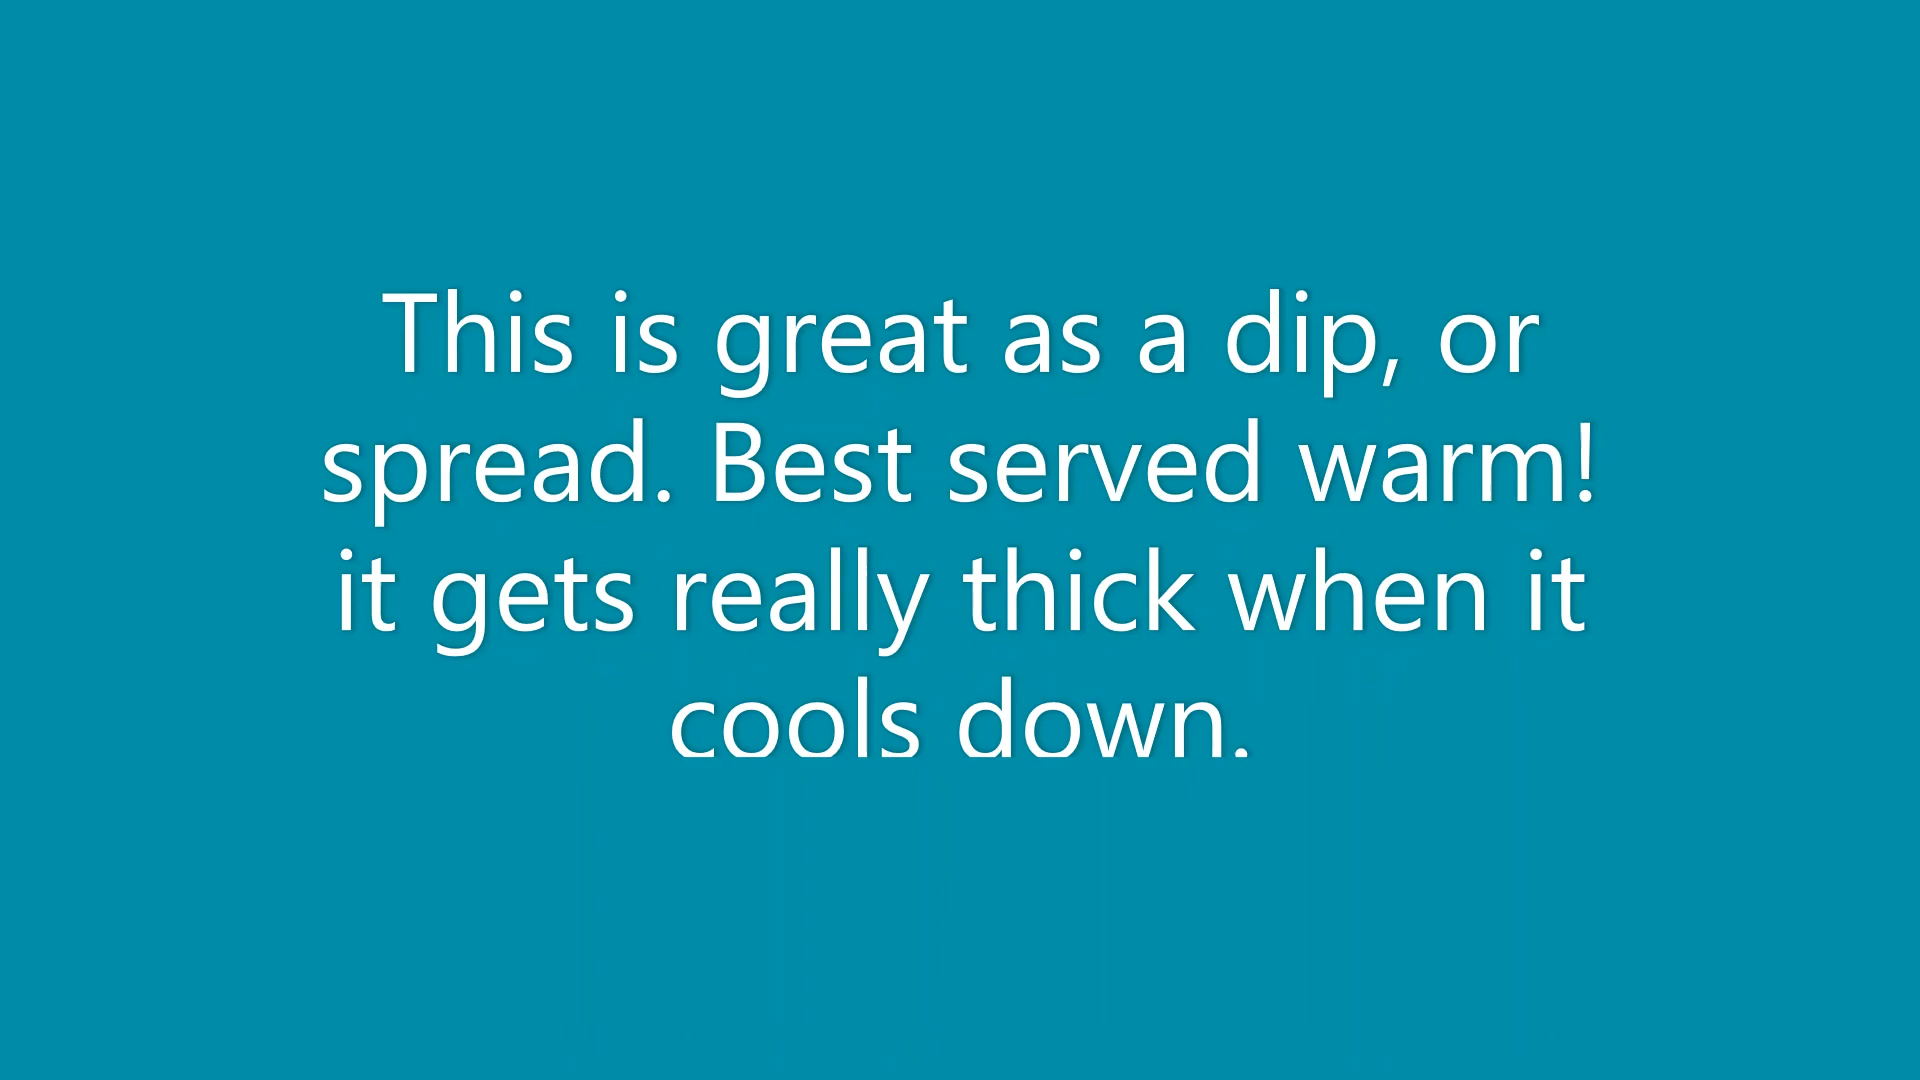 This is great as a dip, or
spread. Best served warm!
it gets really thick when it
cools down.